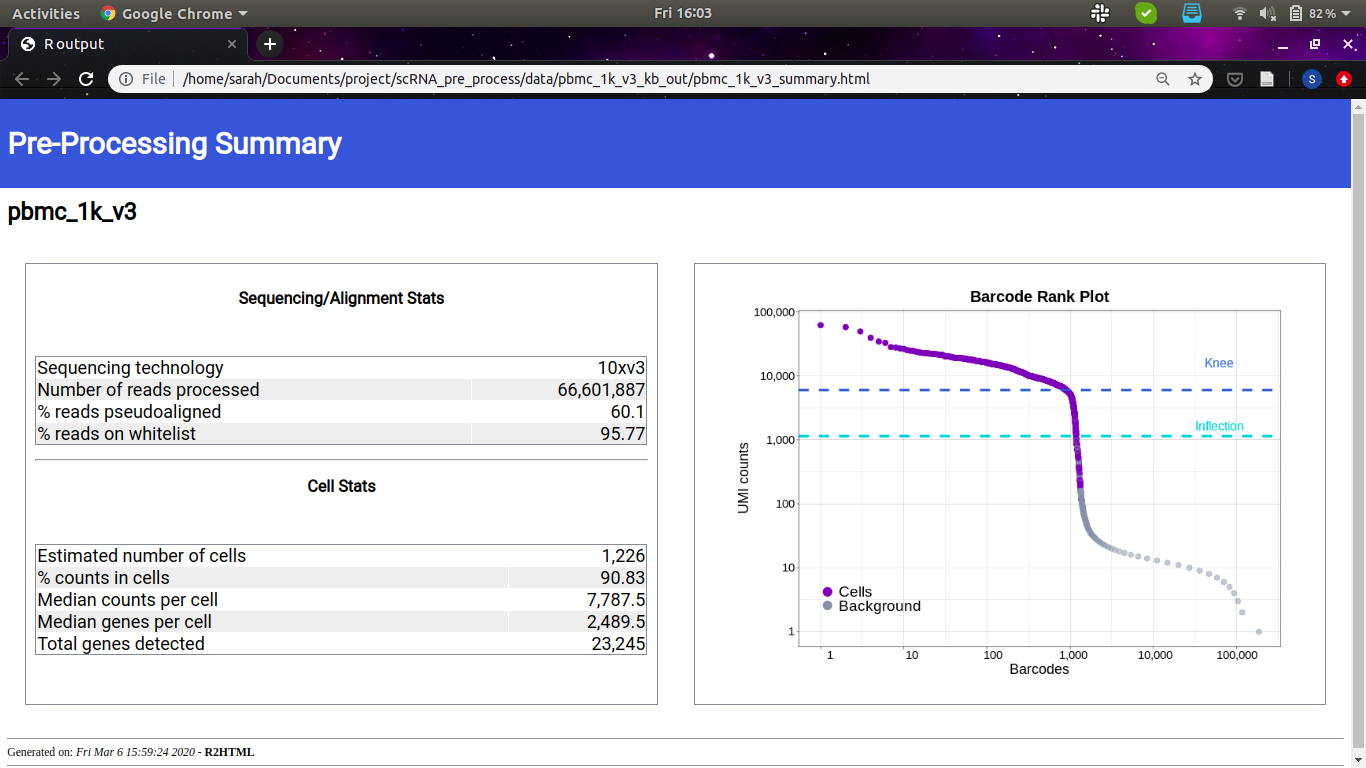 Activities Google Chrome Fri 16:03 82%
R output
File /home/sarah/Documents/project/scRNA_pre_process/data/pbmc_1k_v3_kb_out/pbmc_1k_v3_summary.html S
Pre-Processing Summary
pbmc_1k_v3
Sequencing/Alignment Stats
Sequencing technology 10xv3
Number of reads processed 66,601,887
% reads pseudoaligned 60.1
% reads on whitelist 95.77
Cell Stats
Estimated number of cells 1,226
% counts in cells 90.83
Median counts per cell 7,787.5
Median genes per cell 2,489.5
Total genes detected 23,245
Barcode Rank Plot
100,000
Knee
10,000
Inflection
1,000
UMI counts
100
10
Cells
Background
1
1 10 100 1,000 10,000 100,000
Barcodes
Generated on: Fri Mar 6 15:59:24 2020 - R2HTML